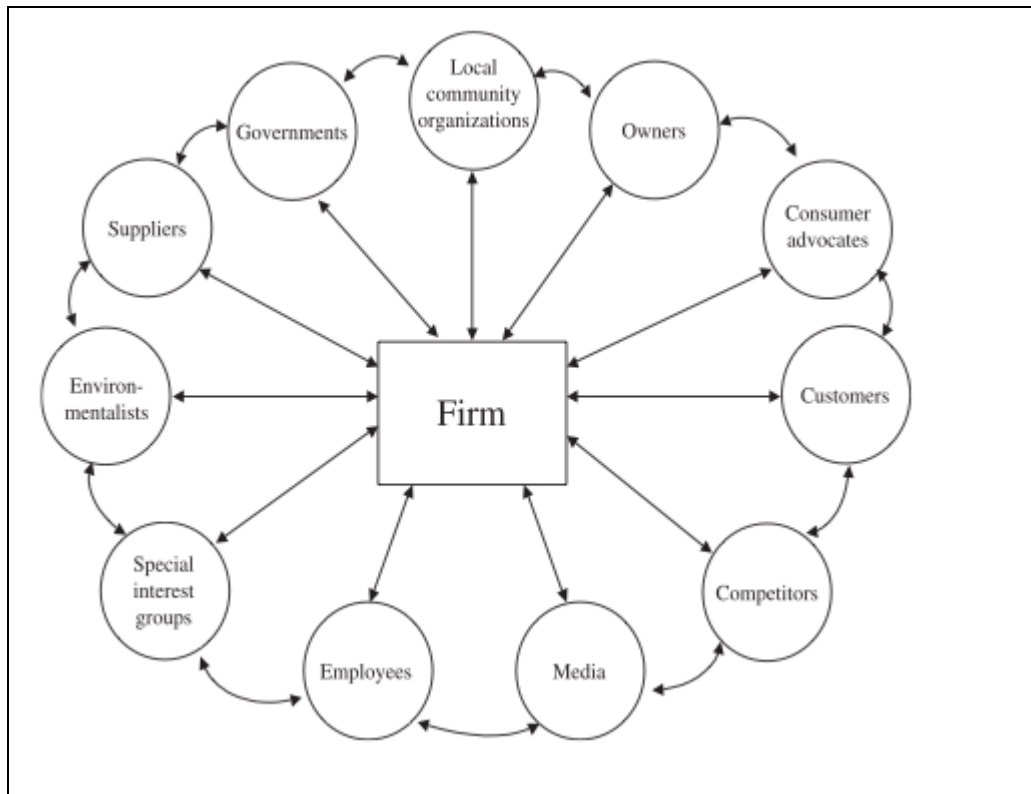 Local
community
organizations
Governments
Owners
Suppliers
Consumer
advocates
Environ-
mentalists
Firm
Customers
Special
interest
groups
Competitors
Employees
Media